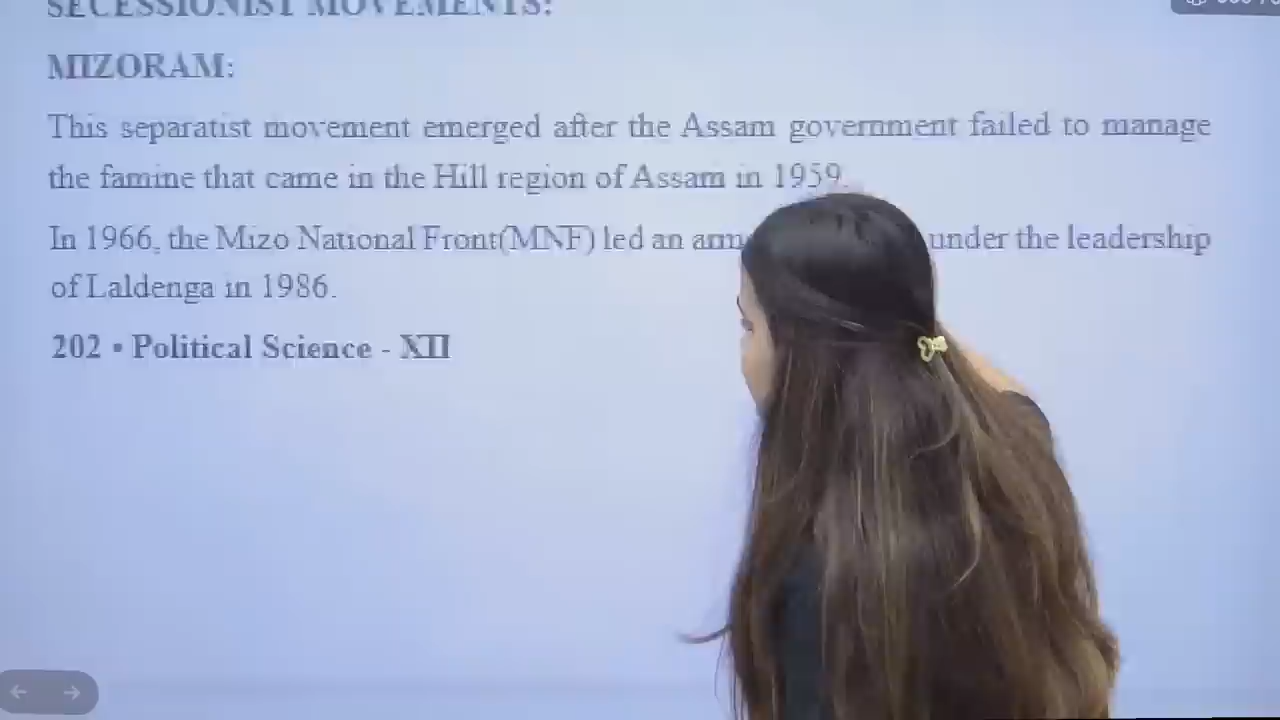 SECESSIONIST MOVEMENTS:
MIZORAM:
This separatist movement emerged after the Assam government failed to manage
the famine that came in the Hill region of Assam in 1959.
In 1966, the Mizo National Front(MNF) led an under the leadership
of Laldenga in 1986.
202 • Political Science - XII